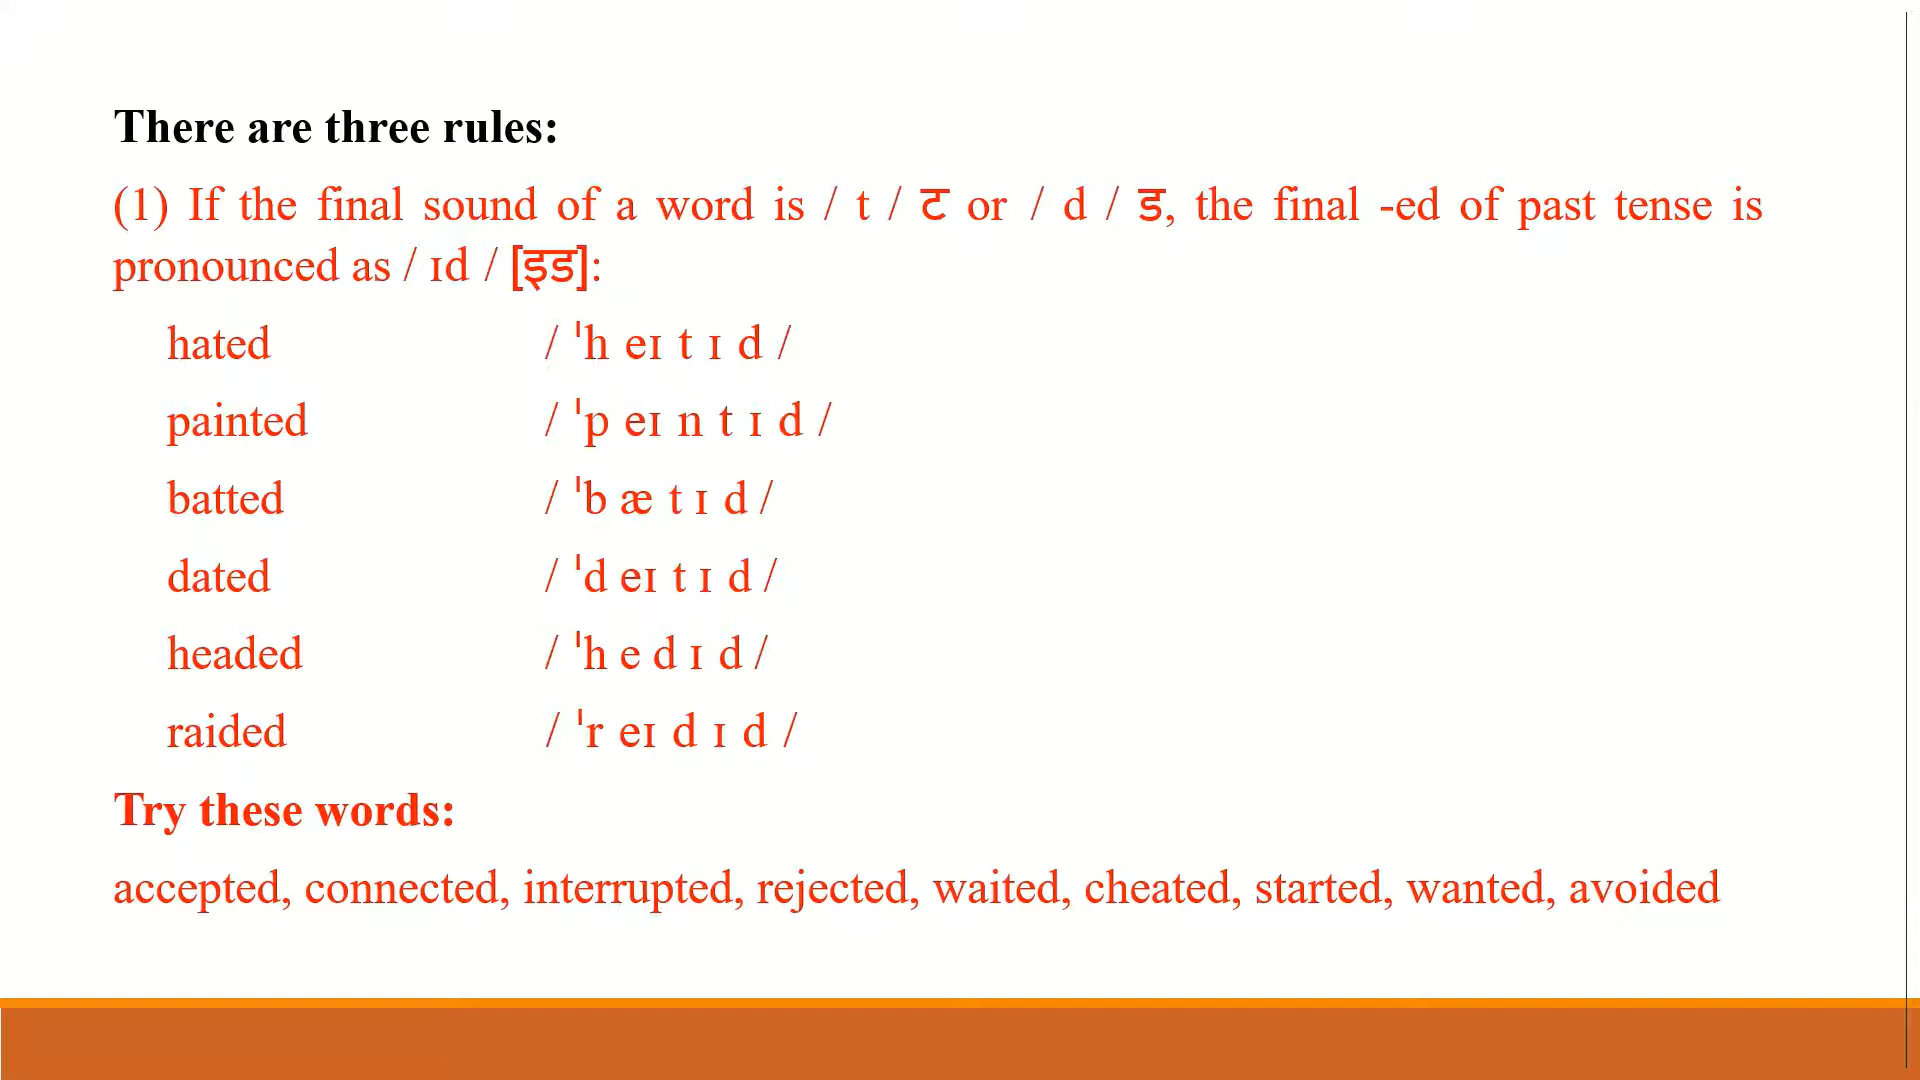 There are three rules:
(1) If the final sound of a word is / t / ट or / d / ड, the final -ed of past tense is
pronounced as / ɪd / [इड]:
hated / ˈh eɪ t ɪ d /
painted / ˈp eɪ n t ɪ d /
batted / ˈb æ t ɪ d /
dated / ˈd eɪ t ɪ d /
headed / ˈh e d ɪ d /
raided / ˈr eɪ d ɪ d /
Try these words:
accepted, connected, interrupted, rejected, waited, cheated, started, wanted, avoided